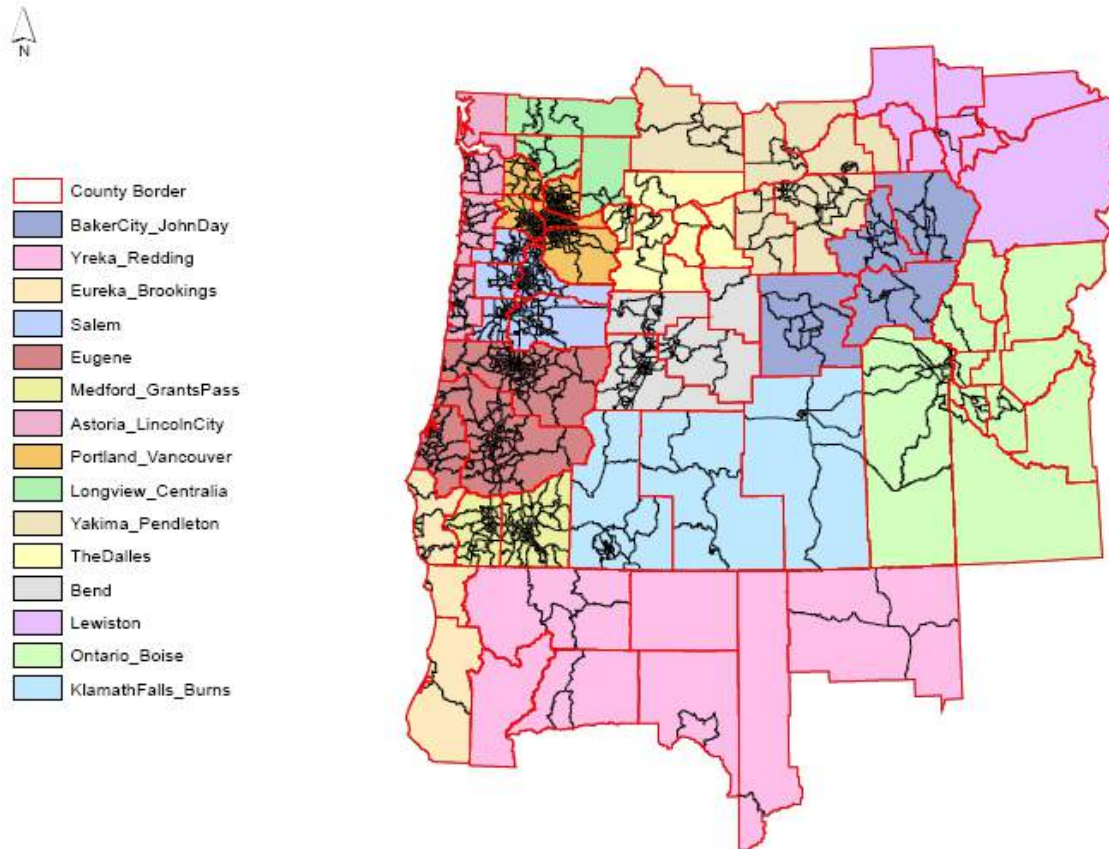 N
County Border
BakerCity_JohnDay
Yreka_Redding
Eureka_Brookings
Salem
Eugene
Medford_GrantsPass
Astoria_LincolnCity
Portland_Vancouver
Longview_Centralia
Yakima_Pendleton
TheDalles
Bend
Lewiston
Ontario_Boise
KlamathFalls_Burns